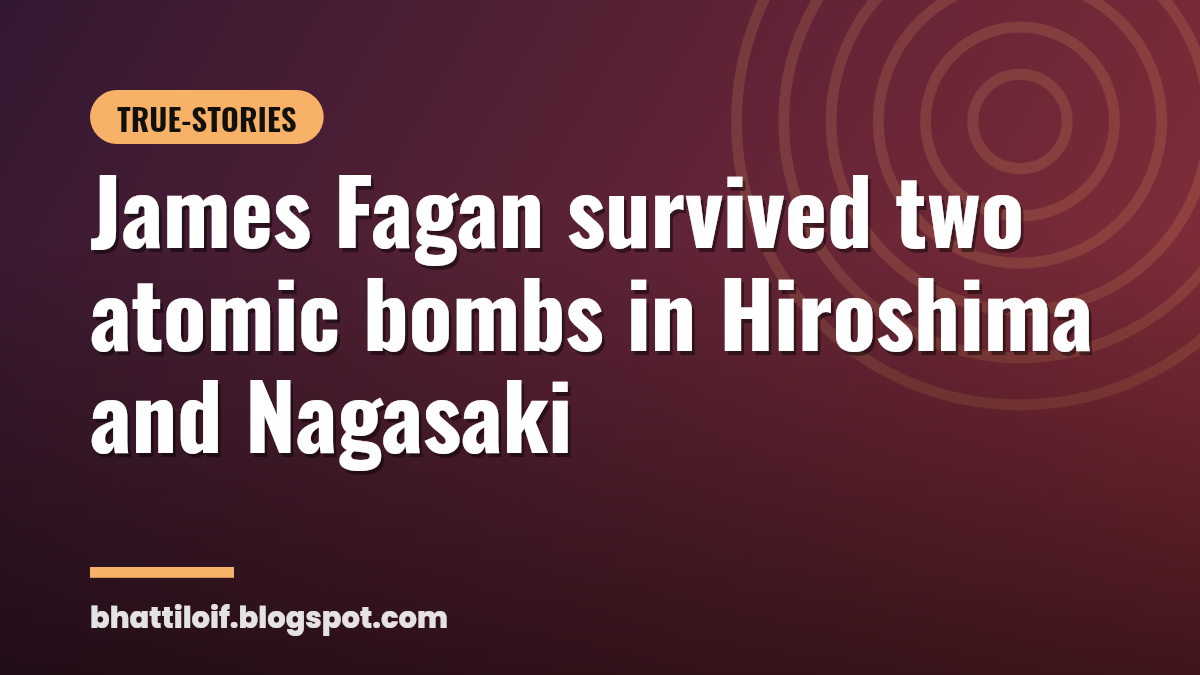 TRUE-STORIES
James Fagan survived two
atomic bombs in Hiroshima
and Nagasaki
bhattiloif.blogspot.com